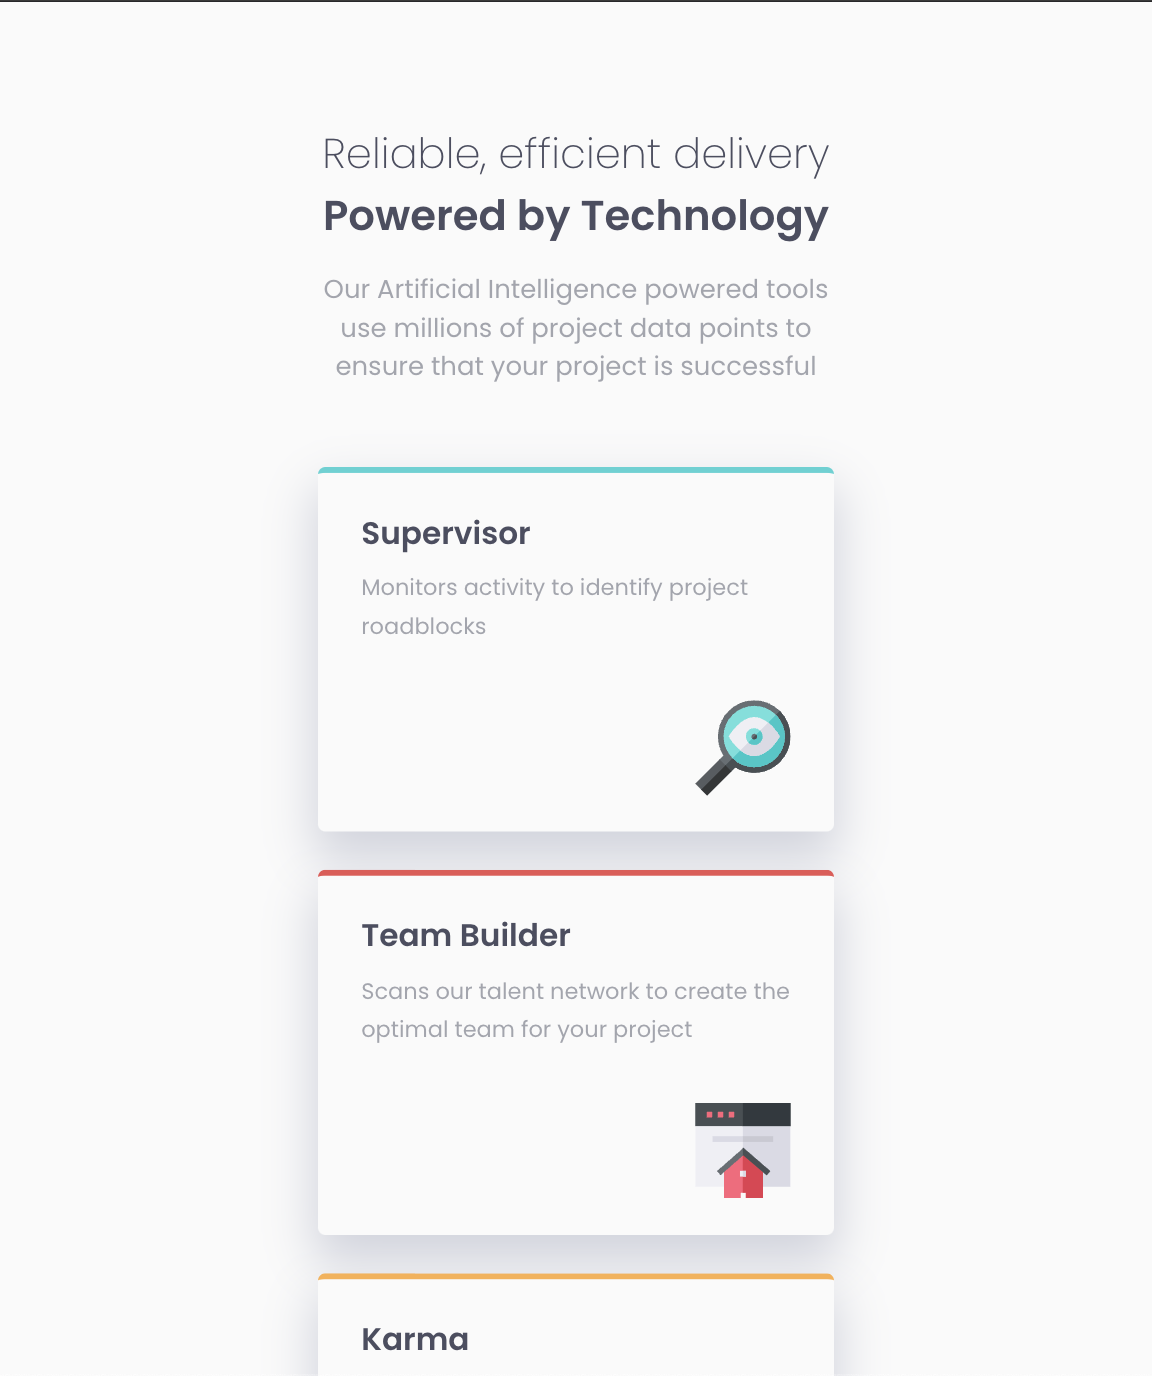 Reliable, efficient delivery
Powered by Technology
Our Artificial Intelligence powered tools
use millions of project data points to
ensure that your project is successful
Supervisor
Monitors activity to identify project
roadblocks
Team Builder
Scans our talent network to create the
optimal team for your project
Karma